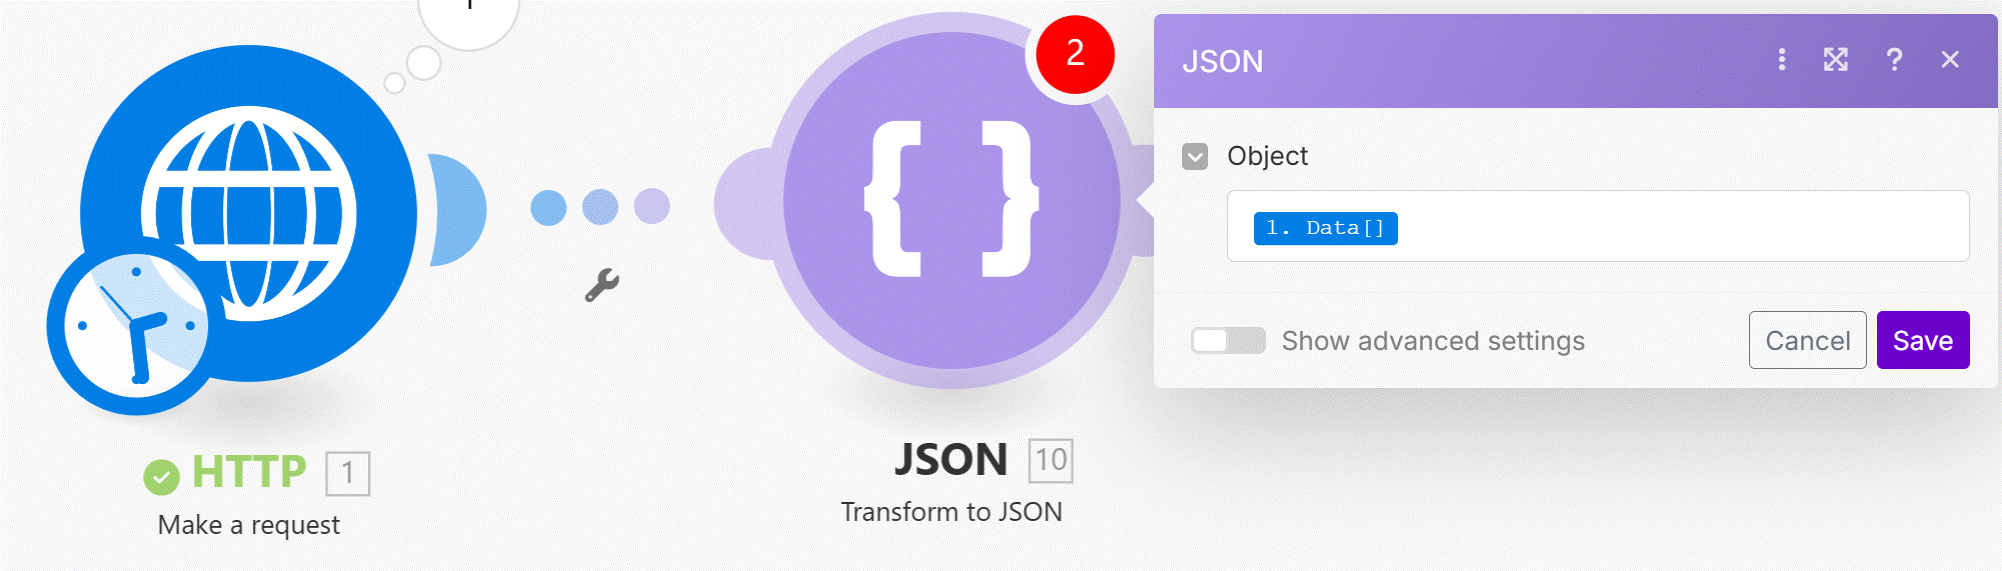 2
JSON
?
Object
1. Data[]
Show advanced settings
Cancel
Save
HTTP 1
Make a request
JSON 10
Transform to JSON